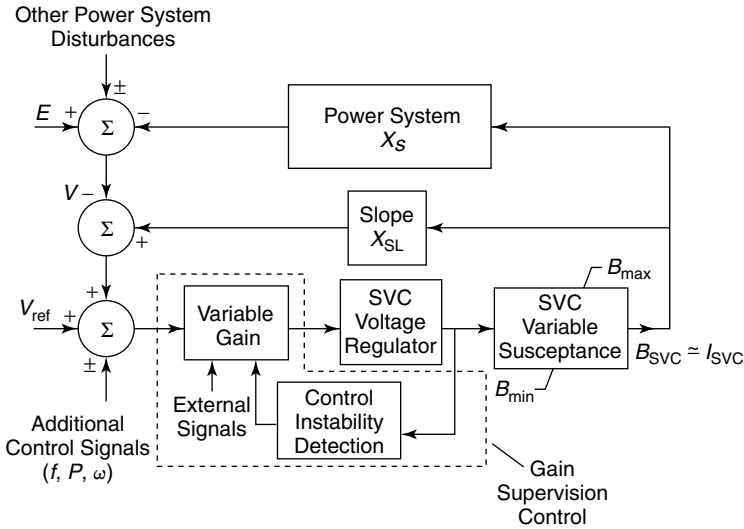 Other Power System
Disturbances
±
E
+
−
Σ
Power System
X_S
V −
Σ
+
Slope
X_SL
B_max
V_ref
+
+
Σ
±
Variable
Gain
SVC
Voltage
Regulator
SVC
Variable
Susceptance
B_SVC ≃ I_SVC
B_min
External
Signals
Control
Instability
Detection
Additional
Control Signals
(f, P, ω)
Gain
Supervision
Control